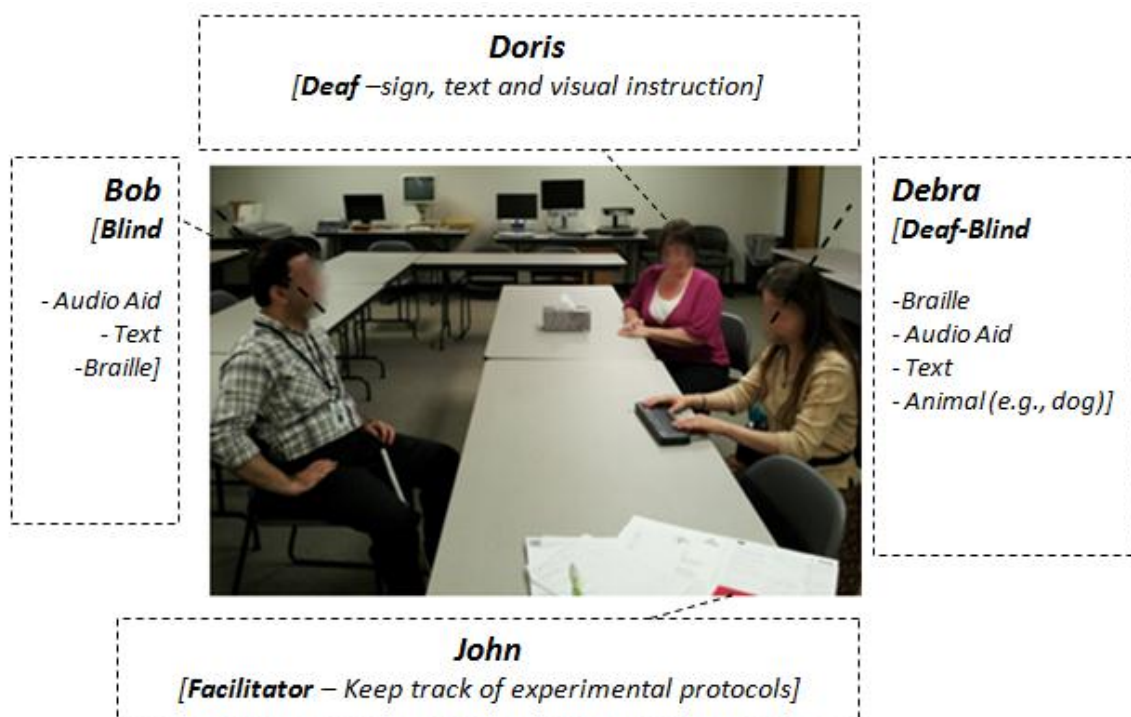 Doris
[Deaf –sign, text and visual instruction]
Bob
[Blind
- Audio Aid
- Text
-Braille]
Debra
[Deaf-Blind
-Braille
- Audio Aid
- Text
- Animal (e.g., dog)]
John
[Facilitator – Keep track of experimental protocols]